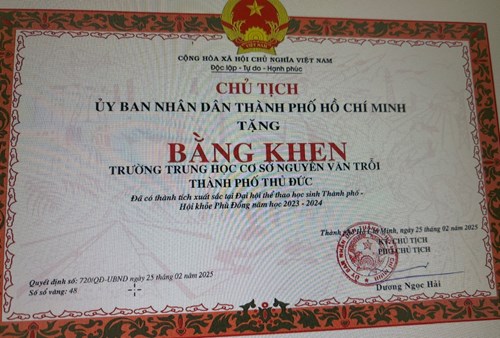 CỘNG HÒA XÃ HỘI CHỦ NGHĨA VIỆT NAM
Độc lập - Tự do - Hạnh phúc
CHỦ TỊCH
ỦY BAN NHÂN DÂN THÀNH PHỐ HỒ CHÍ MINH
TẶNG
BẰNG KHEN
TRƯỜNG TRUNG HỌC CƠ SỞ NGUYỄN VĂN TRỖI
THÀNH PHỐ THỦ ĐỨC
Đã có thành tích xuất sắc tại Đại hội thể thao học sinh Thành phố -
Hội khỏe Phù Đổng năm học 2023 - 2024
Thành phố Hồ Chí Minh, ngày 25 tháng 02 năm 2025
KT. CHỦ TỊCH
PHÓ CHỦ TỊCH
Quyết định số: 720/QĐ-UBND ngày 25 tháng 02 năm 2025
Số sổ vàng: 48
Dương Ngọc Hải